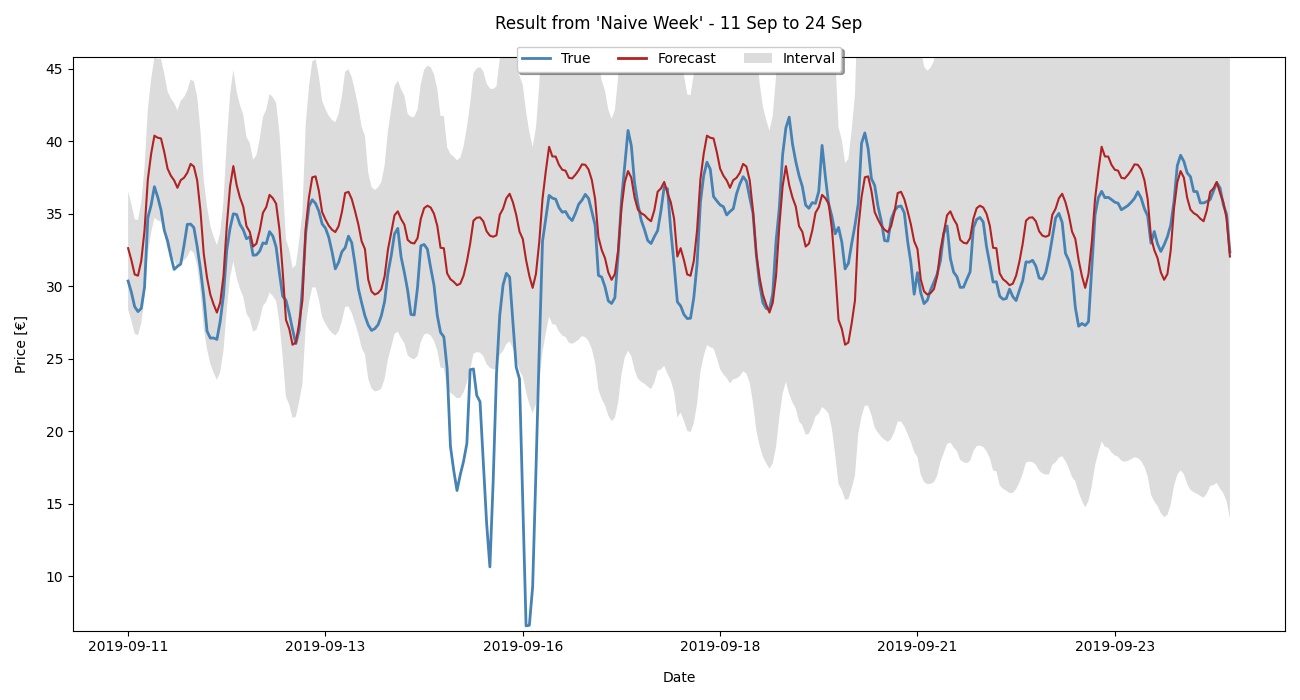 Result from 'Naive Week' - 11 Sep to 24 Sep
True Forecast Interval
45
40
35
30
25
20
15
10
Price [€]
2019-09-11 2019-09-13 2019-09-16 2019-09-18 2019-09-21 2019-09-23
Date